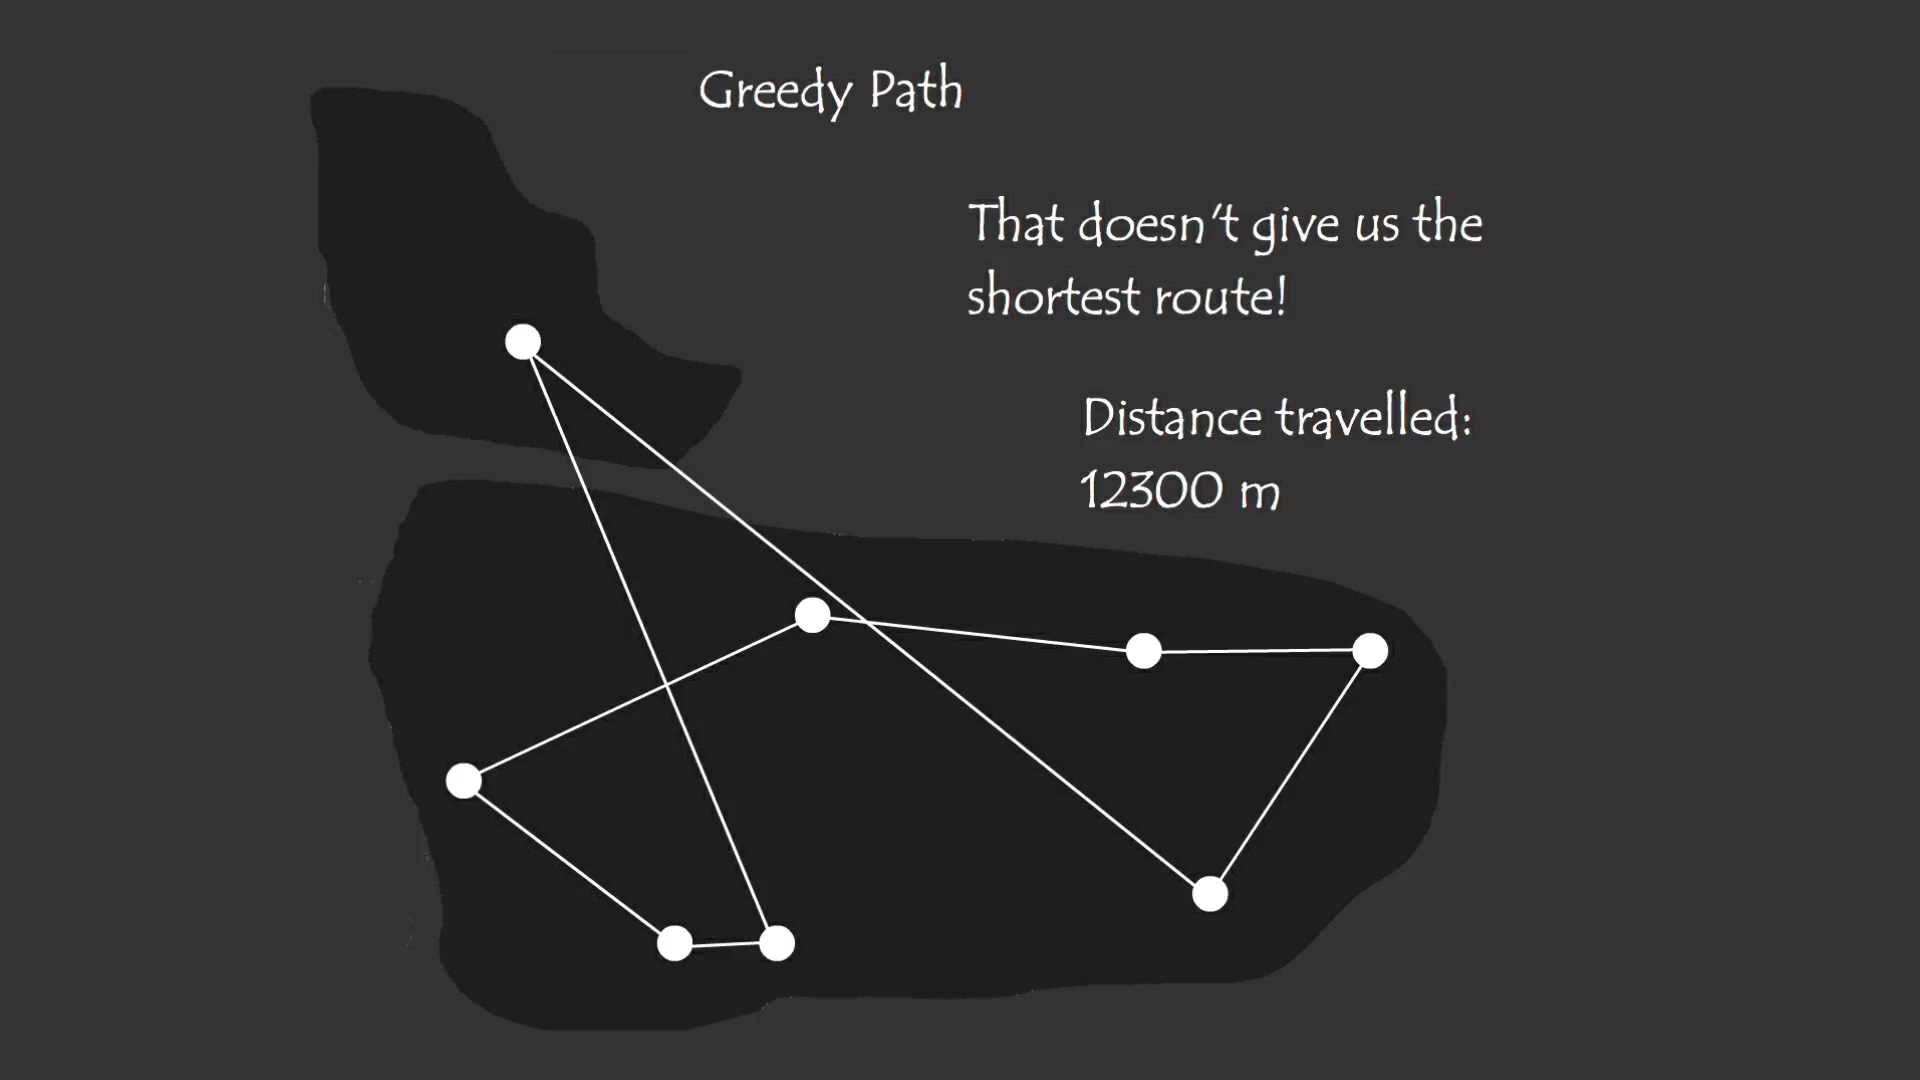 Greedy Path
That doesn't give us the
shortest route!
Distance travelled:
12300 m